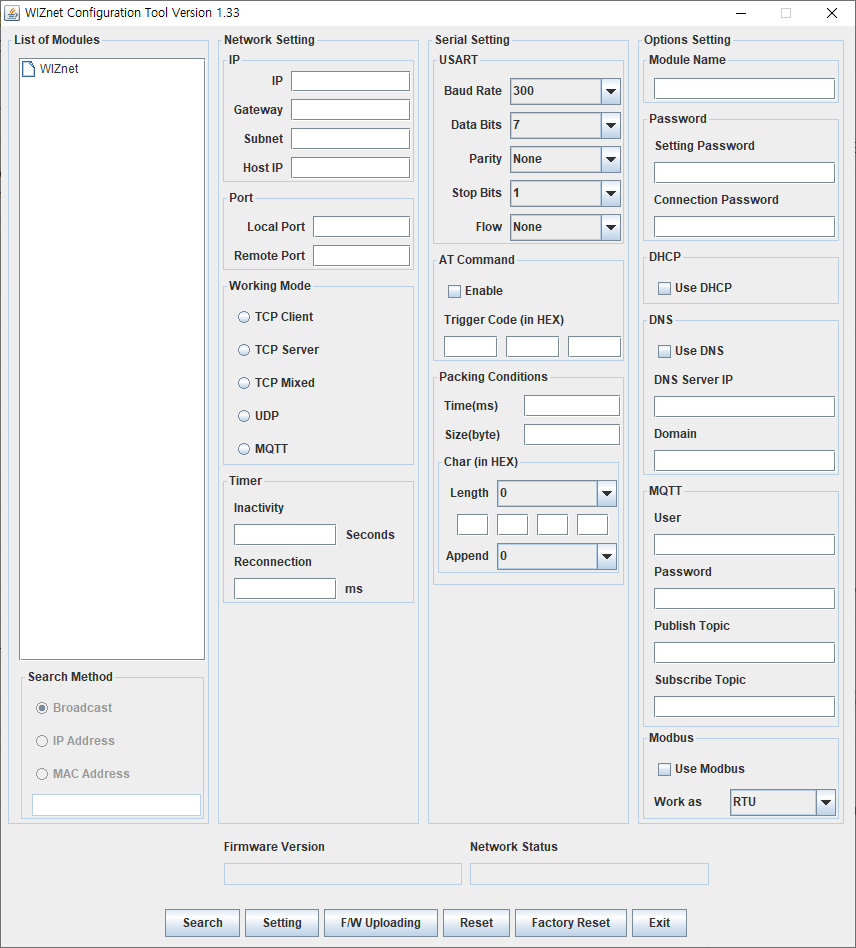 WIZnet Configuration Tool Version 1.33
List of Modules
WIZnet
Search Method
Broadcast
IP Address
MAC Address
Network Setting
IP
IP
Gateway
Subnet
Host IP
Port
Local Port
Remote Port
Working Mode
TCP Client
TCP Server
TCP Mixed
UDP
MQTT
Timer
Inactivity
Seconds
Reconnection
ms
Serial Setting
USART
Baud Rate 300
Data Bits 7
Parity None
Stop Bits 1
Flow None
AT Command
Enable
Trigger Code (in HEX)
Packing Conditions
Time(ms)
Size(byte)
Char (in HEX)
Length 0
Append 0
Options Setting
Module Name
Password
Setting Password
Connection Password
DHCP
Use DHCP
DNS
Use DNS
DNS Server IP
Domain
MQTT
User
Password
Publish Topic
Subscribe Topic
Modbus
Use Modbus
Work as RTU
Firmware Version
Network Status
Search Setting F/W Uploading Reset Factory Reset Exit